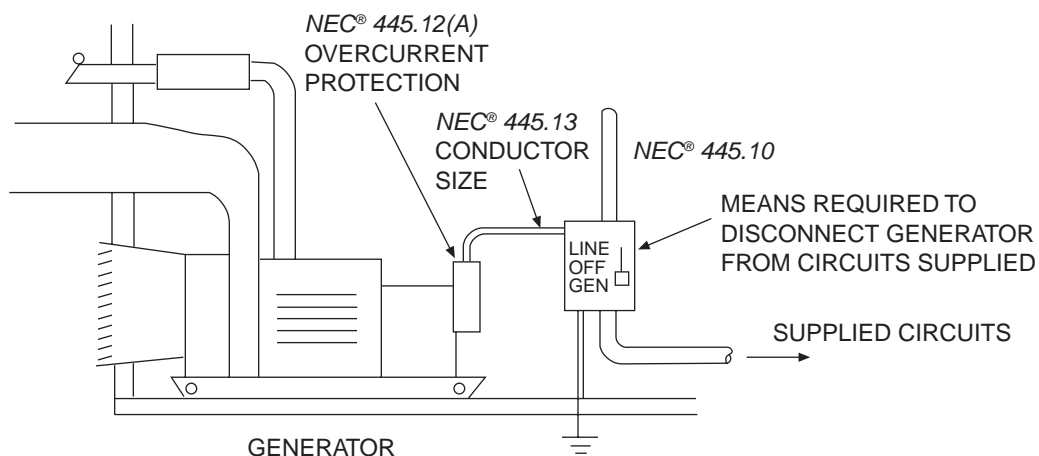 NEC® 445.12(A)
OVERCURRENT
PROTECTION
NEC® 445.13
CONDUCTOR
SIZE
NEC® 445.10
MEANS REQUIRED TO
DISCONNECT GENERATOR
FROM CIRCUITS SUPPLIED
LINE
OFF
GEN
SUPPLIED CIRCUITS
GENERATOR